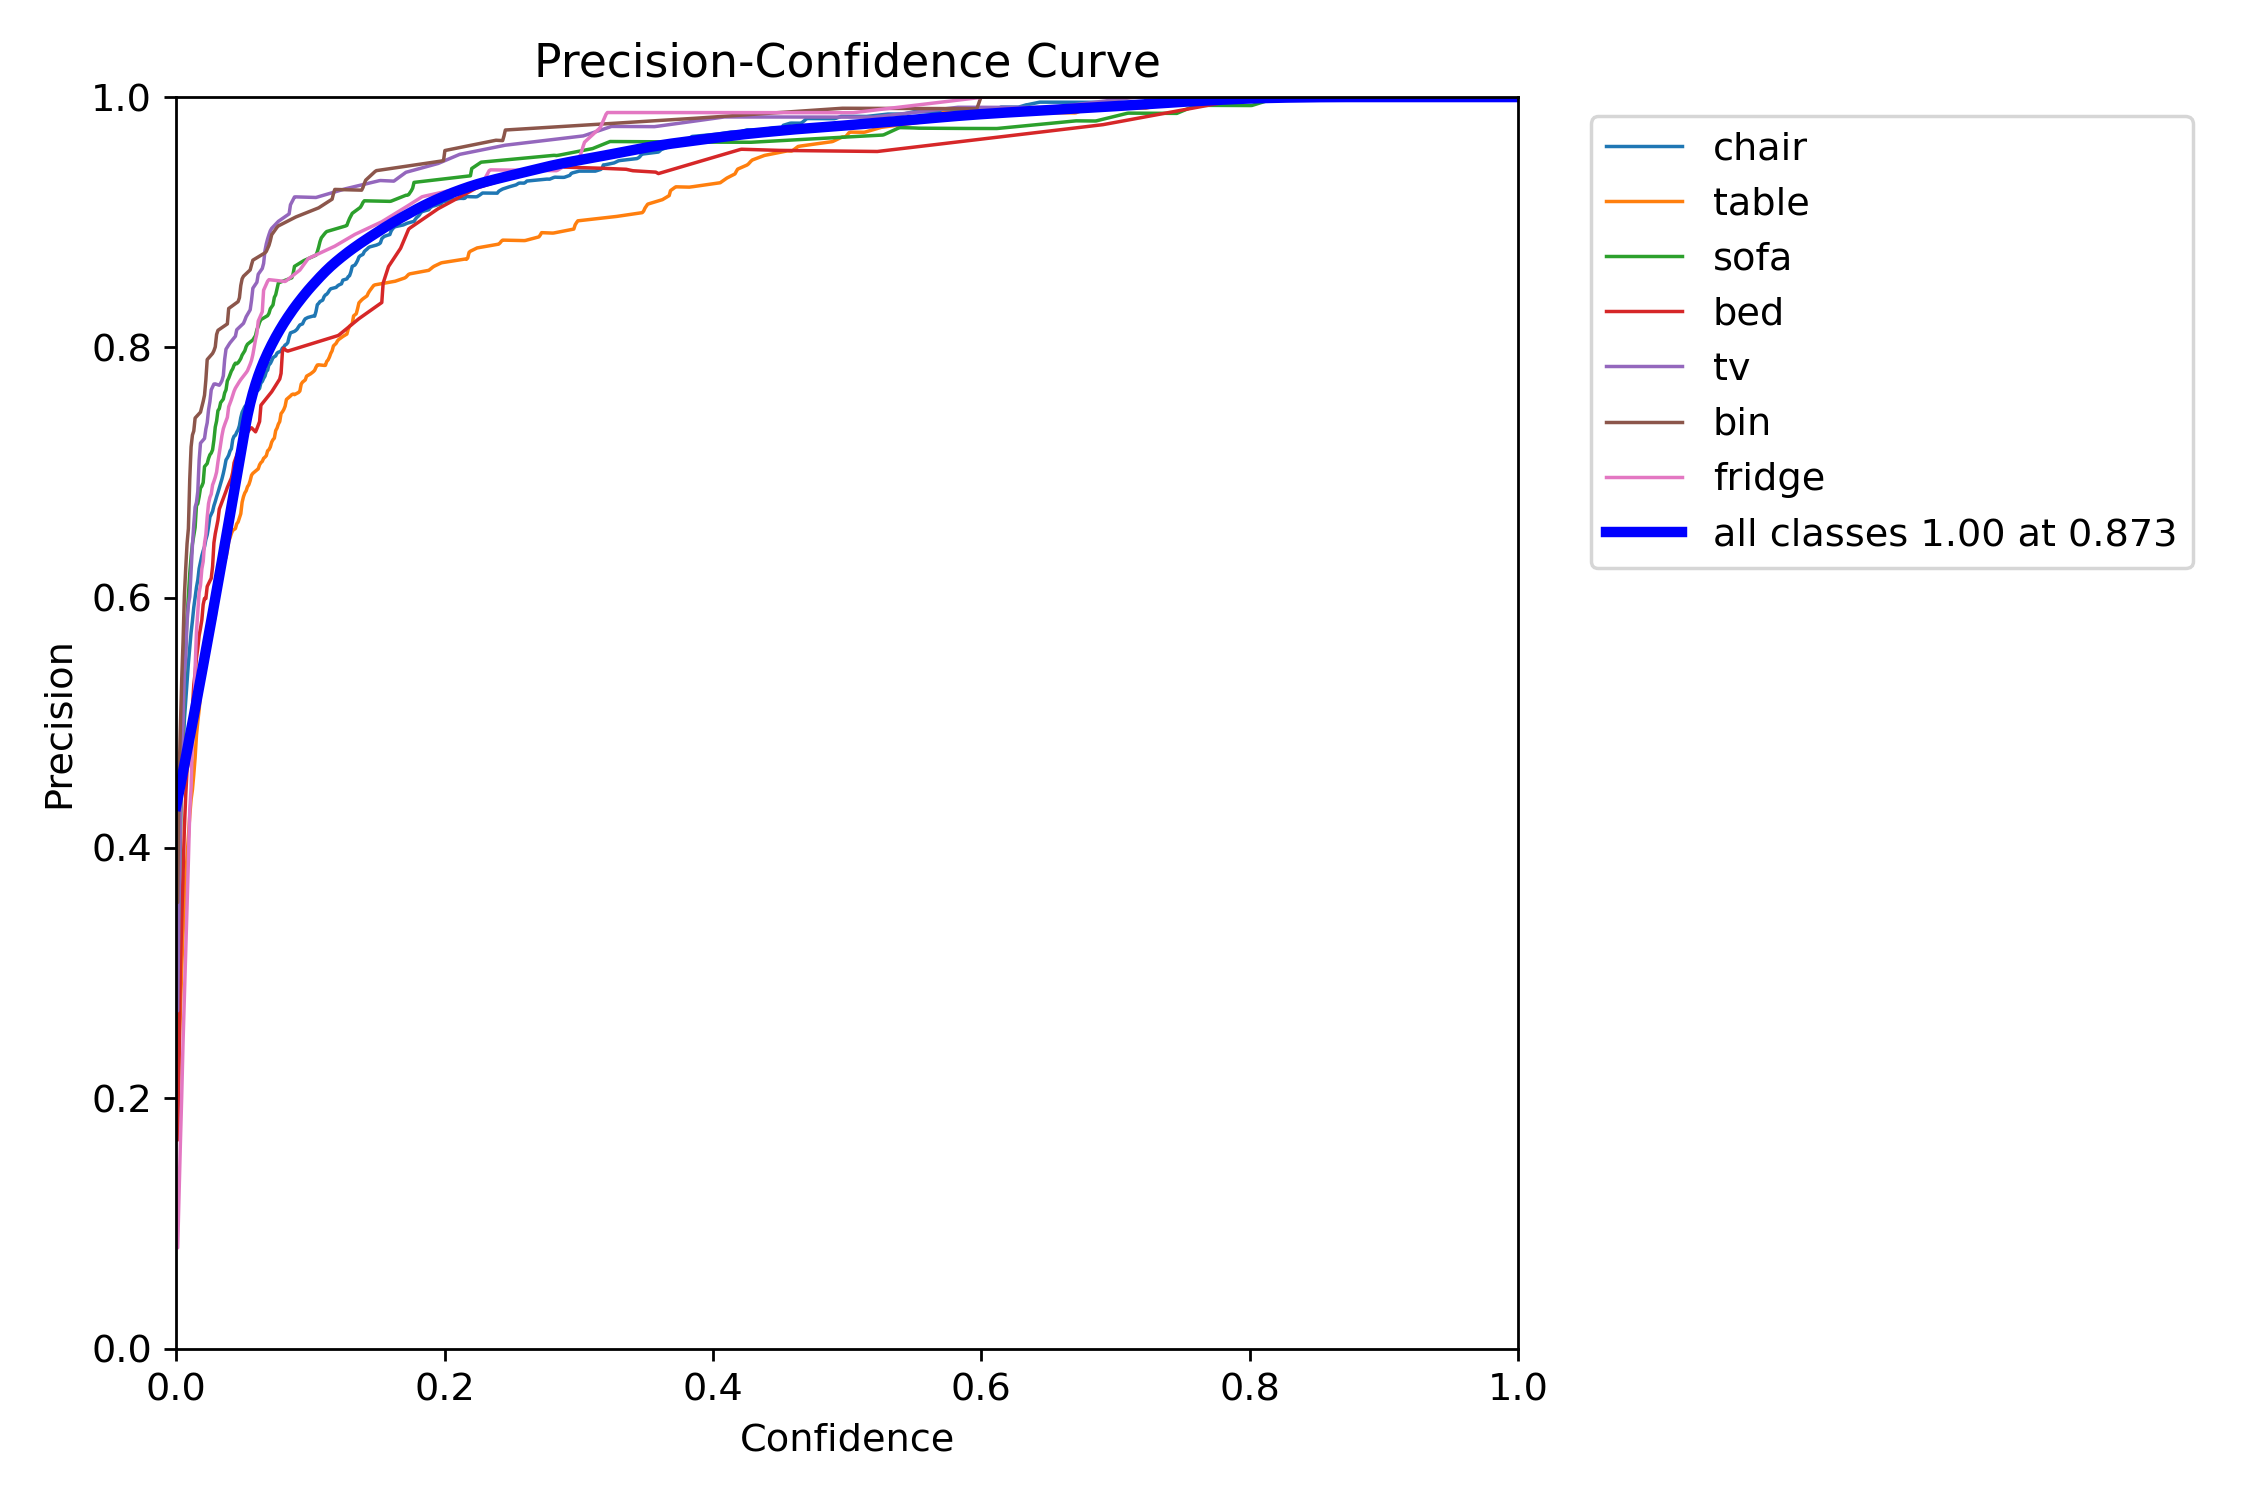 Precision-Confidence Curve
1.0
0.8
0.6
0.4
0.2
0.0
Precision
0.0 0.2 0.4 0.6 0.8 1.0
Confidence
chair
table
sofa
bed
tv
bin
fridge
all classes 1.00 at 0.873